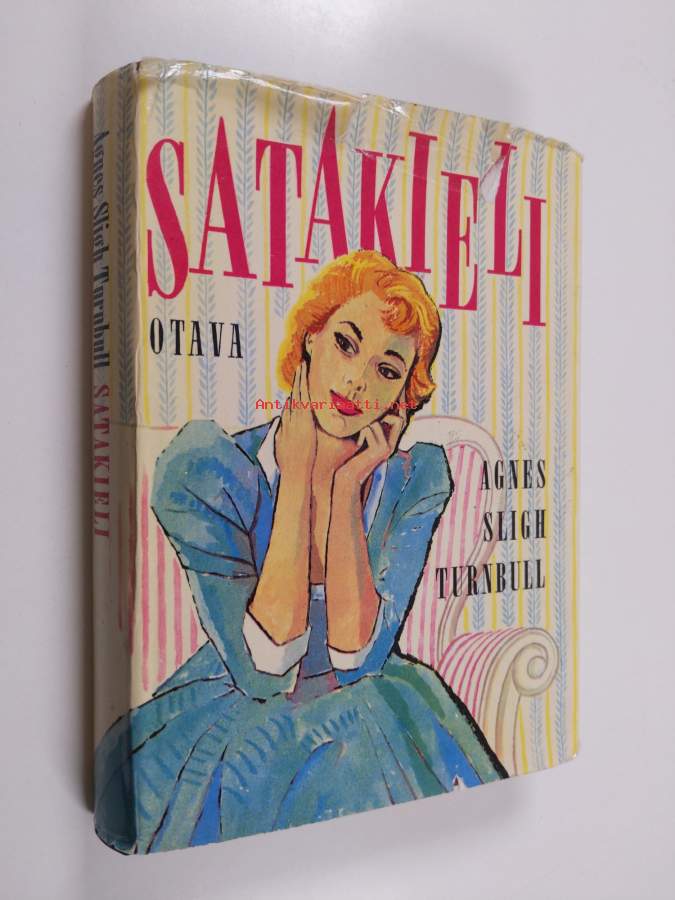 SATAKIELI
OTAVA
AGNES
SLIGH
TURNBULL
Agnes Sligh Turnbull SATAKIELI
Antikvariaatti.net